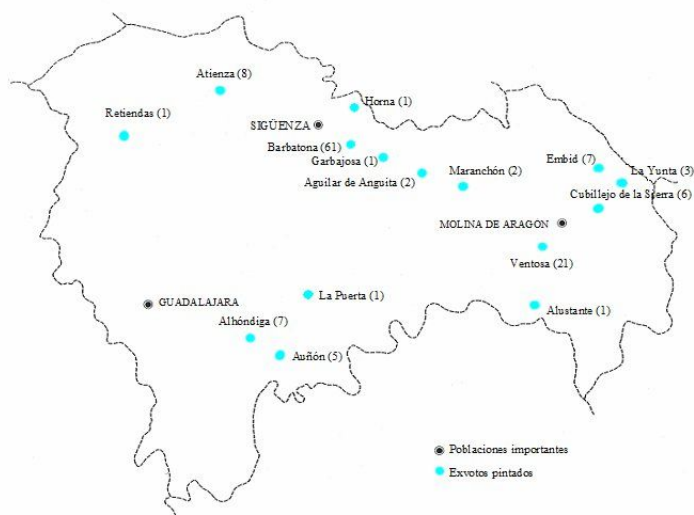 Atienza (8)
Horna (1)
Retiendas (1)
SIGÜENZA
Barbatona (61)
Garbajosa (1)
Embid (7)
La Yunta (3)
Maranchón (2)
Aguilar de Anguita (2)
Cubillejo de la Sierra (6)
MOLINA DE ARAGÓN
Ventosa (21)
La Puerta (1)
GUADALAJARA
Alustante (1)
Alhóndiga (7)
Auñón (5)
Poblaciones importantes
Exvotos pintados